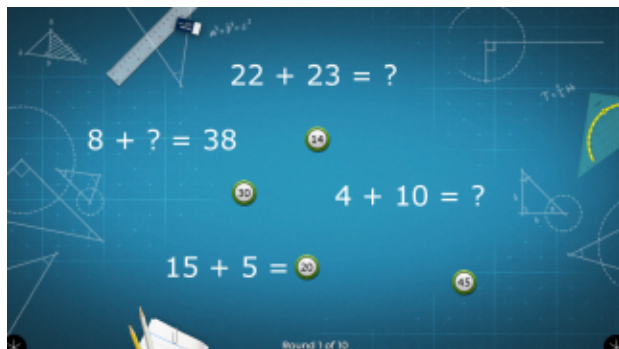 22 + 23 = ?
8 + ? = 38
14
30
4 + 10 = ?
15 + 5 = 20
45
Round 1 of 10